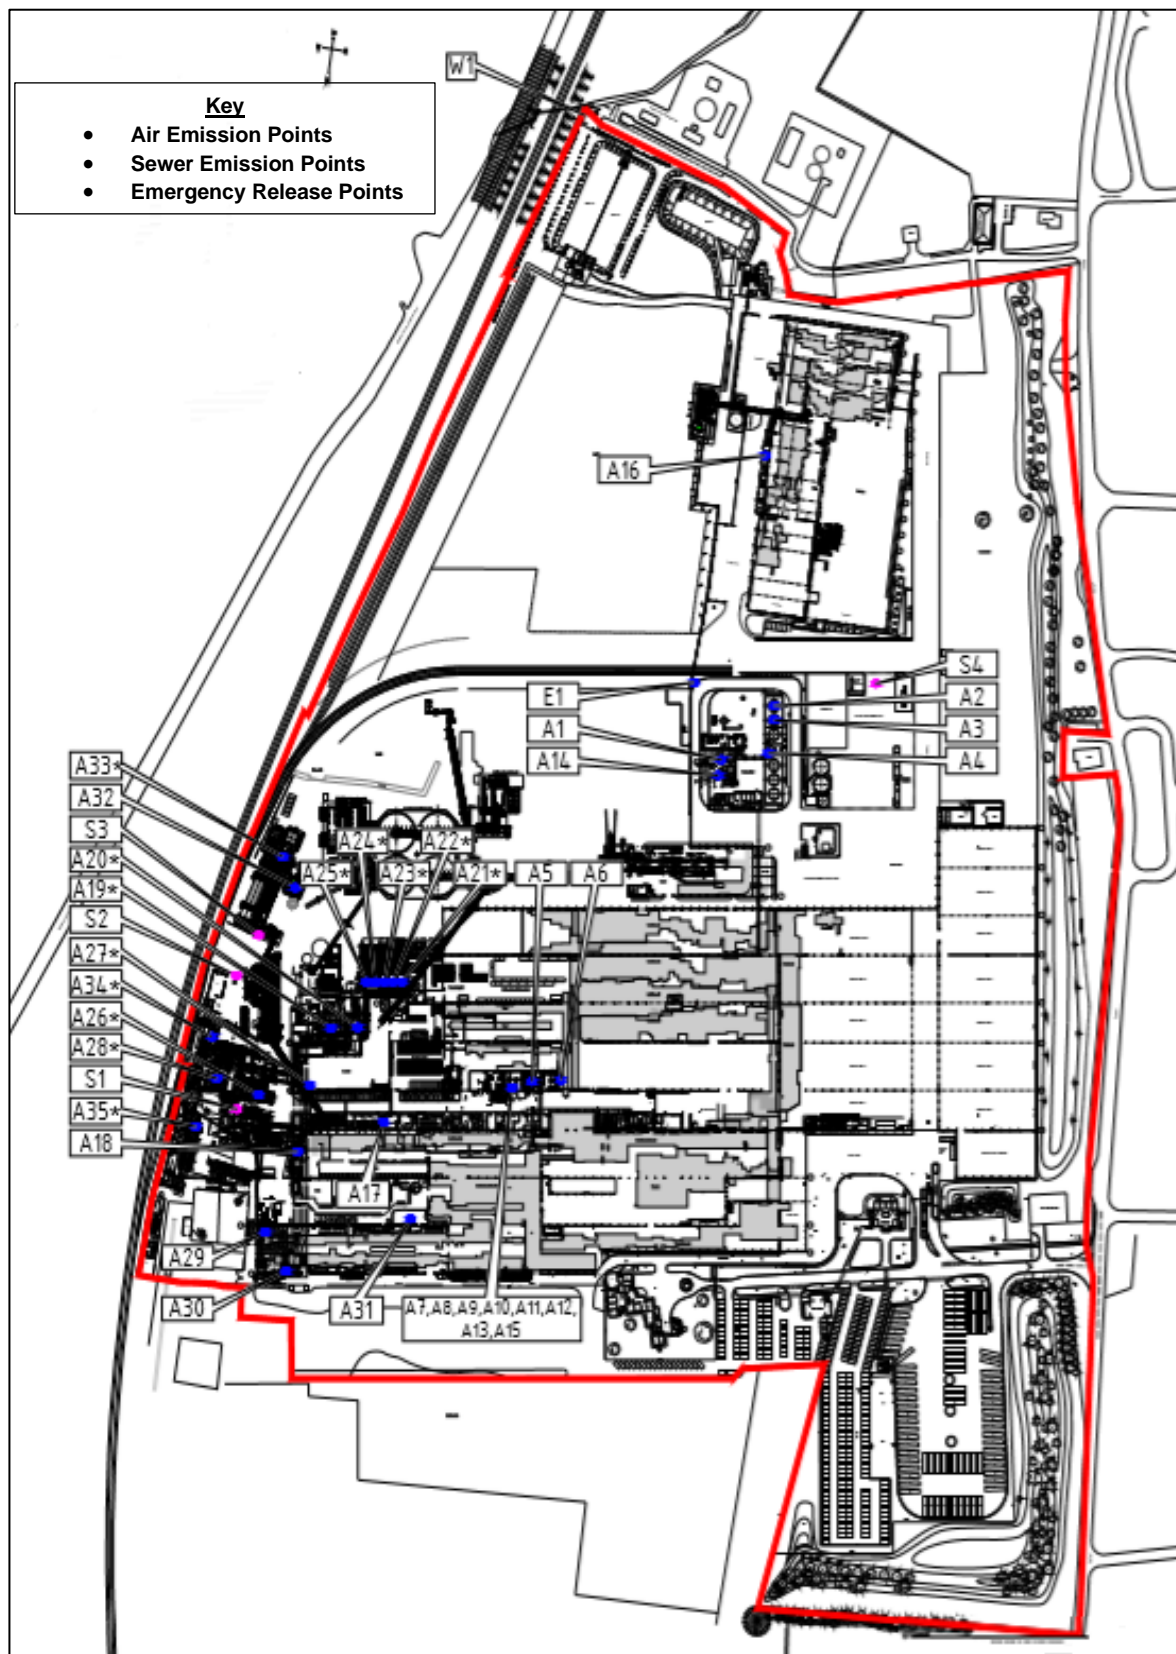 W1
Key
• Air Emission Points
• Sewer Emission Points
• Emergency Release Points
A16
E1
A1
A14
S4
A2
A3
A4
A33*
A32
S3
A20*
A19*
S2
A27*
A34*
A26*
A28*
S1
A35*
A18
A24*
A22*
A25*
A23*
A21*
A5
A6
A17
A29
A30
A31
A7,A8,A9,A10,A11,A12,
A13,A15